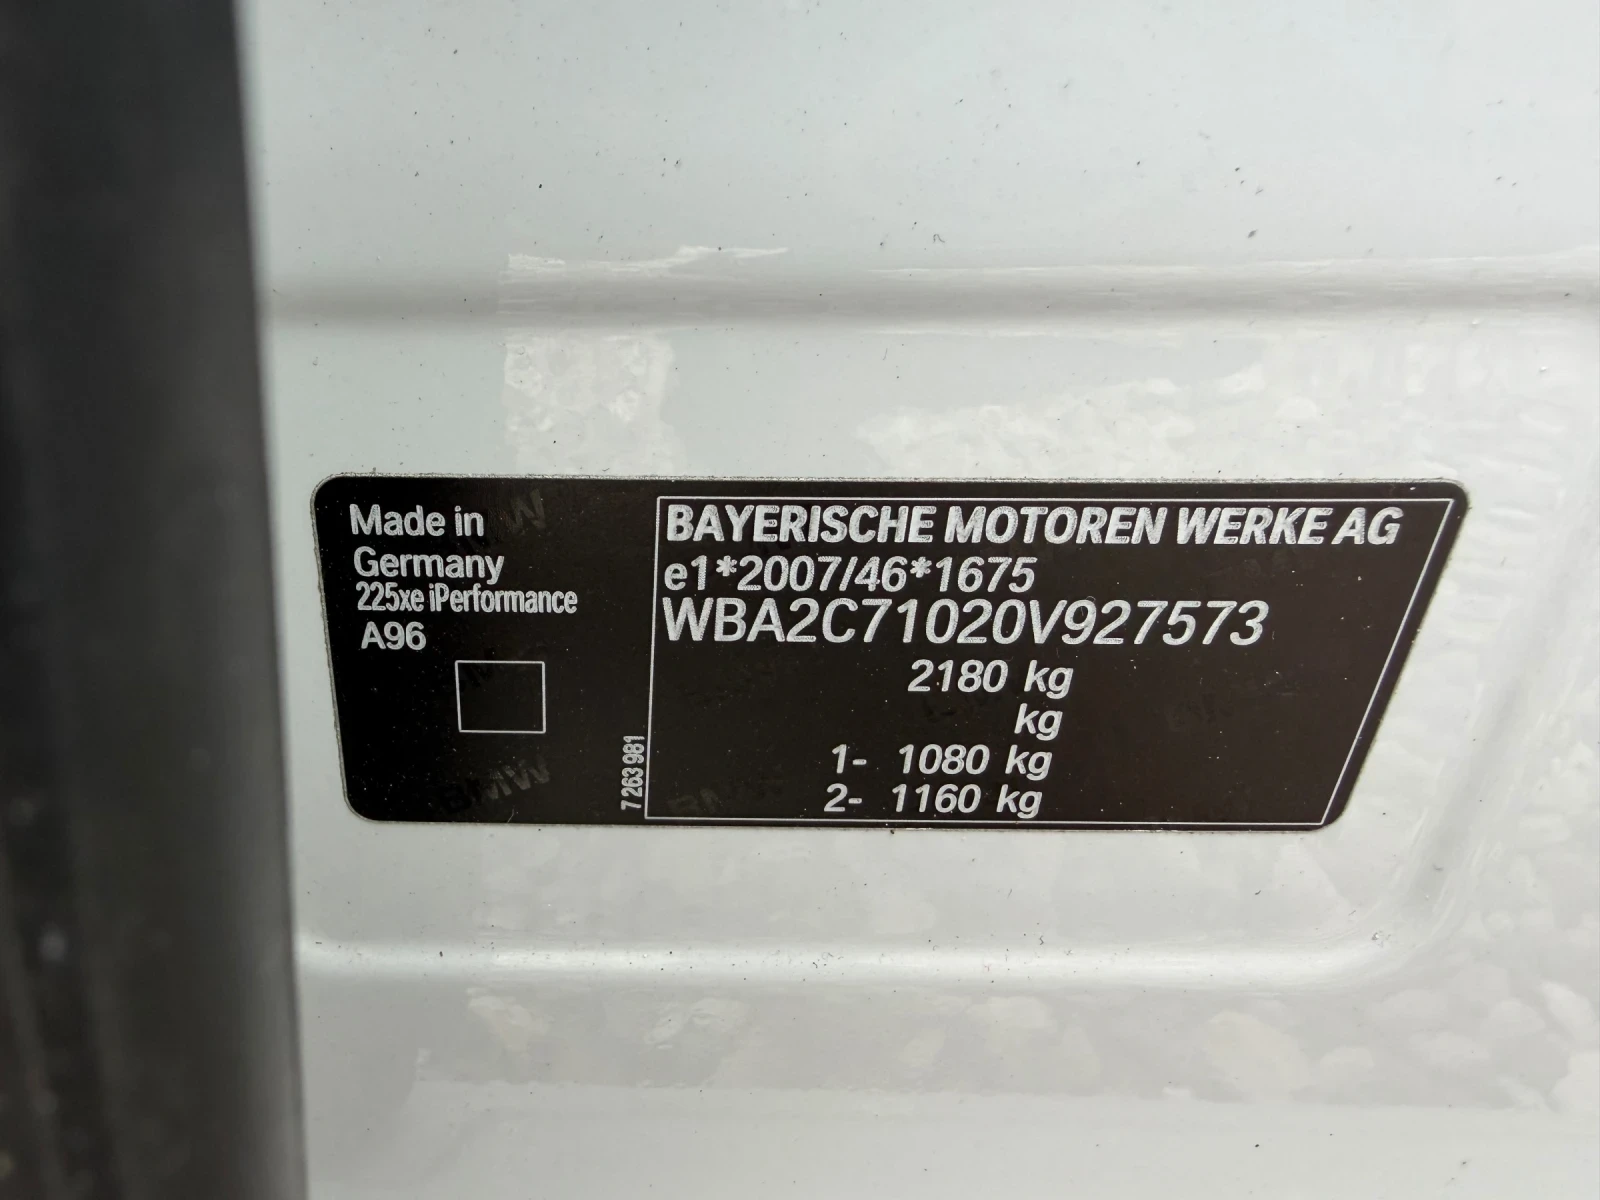 Made in
Germany
225xe iPerformance
A96
7 263 981
BAYERISCHE MOTOREN WERKE AG
e1*2007/46*1675
WBA2C71020V927573
2180 kg
kg
1- 1080 kg
2- 1160 kg
BMW